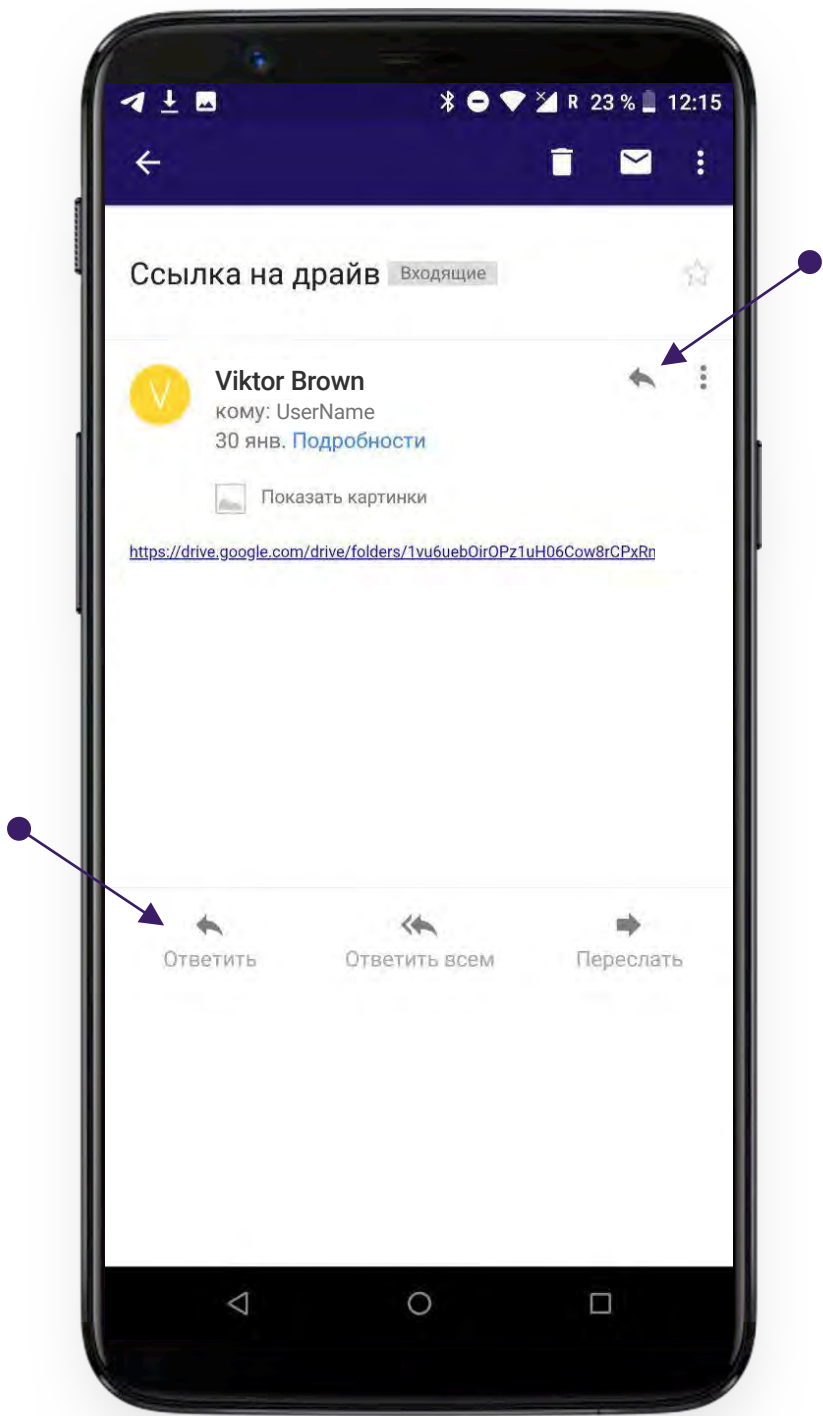 R 23 % 12:15
Ссылка на драйв Входящие
V
Viktor Brown
кому: UserName
30 янв. Подробности
Показать картинки
https://drive.google.com/drive/folders/1vu6uebOirOPz1uH06Cow8rCPxRr
Ответить Ответить всем Переслать